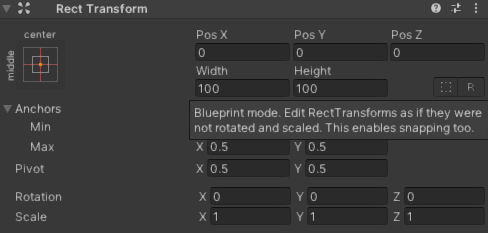 Rect Transform
center
middle
Pos X Pos Y Pos Z
0 0 0
Width Height
100 100 R
Anchors
Blueprint mode. Edit RectTransforms as if they were
not rotated and scaled. This enables snapping too.
Min
Max X 0.5 Y 0.5
Pivot X 0.5 Y 0.5
Rotation X 0 Y 0 Z 0
Scale X 1 Y 1 Z 1